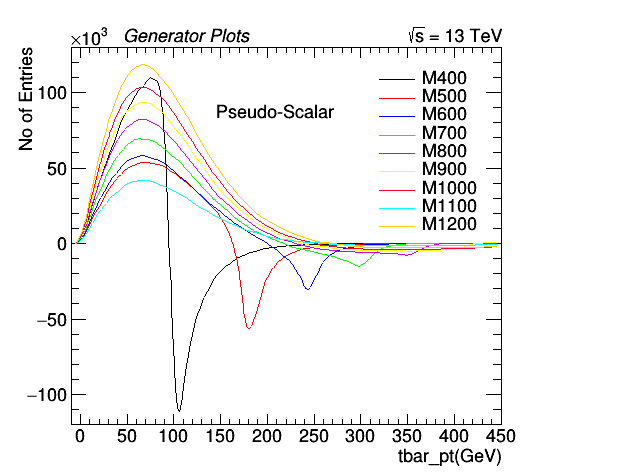 ×10³ Generator Plots √s = 13 TeV
No of Entries
Pseudo-Scalar
M400
M500
M600
M700
M800
M900
M1000
M1100
M1200
100
50
0
−50
−100
0 50 100 150 200 250 300 350 400 450
tbar_pt(GeV)